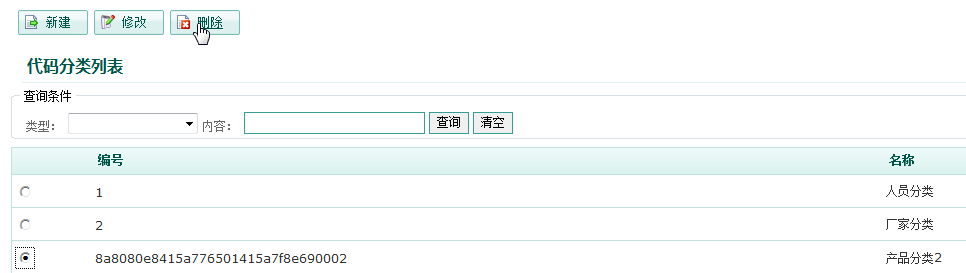 新建 修改 删除
代码分类列表
查询条件
类型： 内容： 查询 清空
编号 名称
1 人员分类
2 厂家分类
8a8080e8415a776501415a7f8e690002 产品分类2